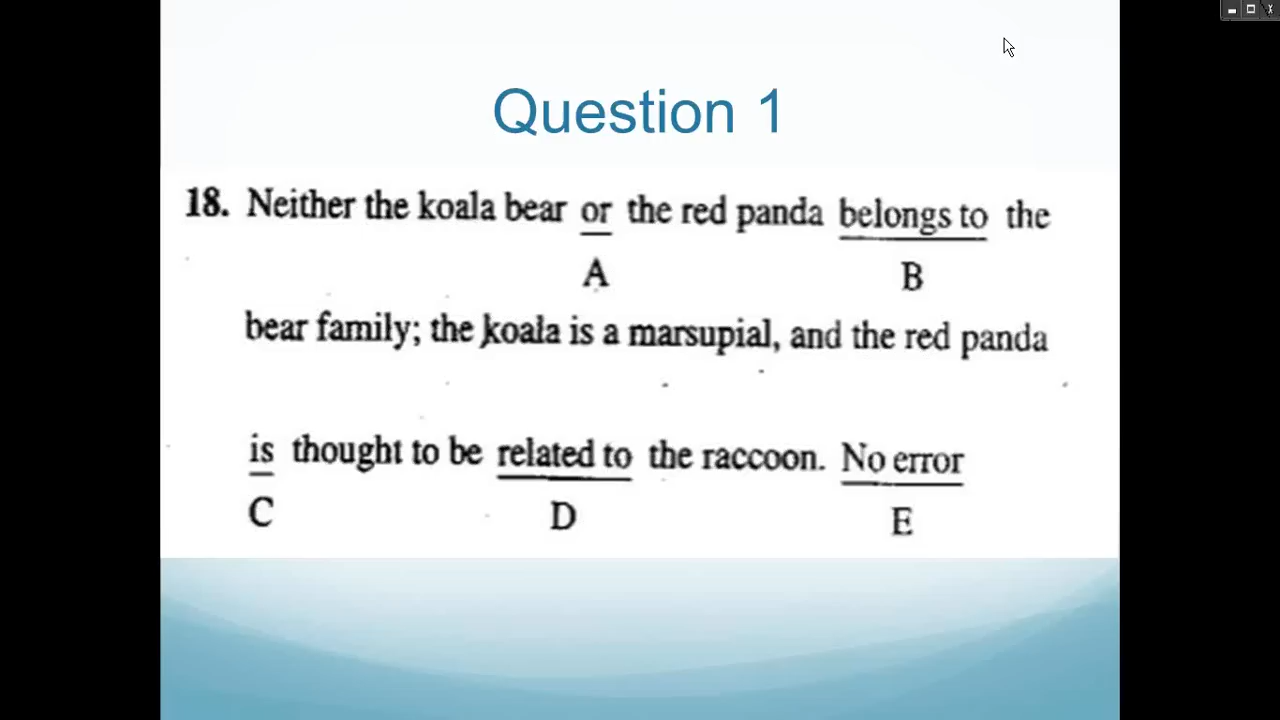 Question 1
18. Neither the koala bear or the red panda belongs to the
A B
bear family; the koala is a marsupial, and the red panda
is thought to be related to the raccoon. No error
C D E